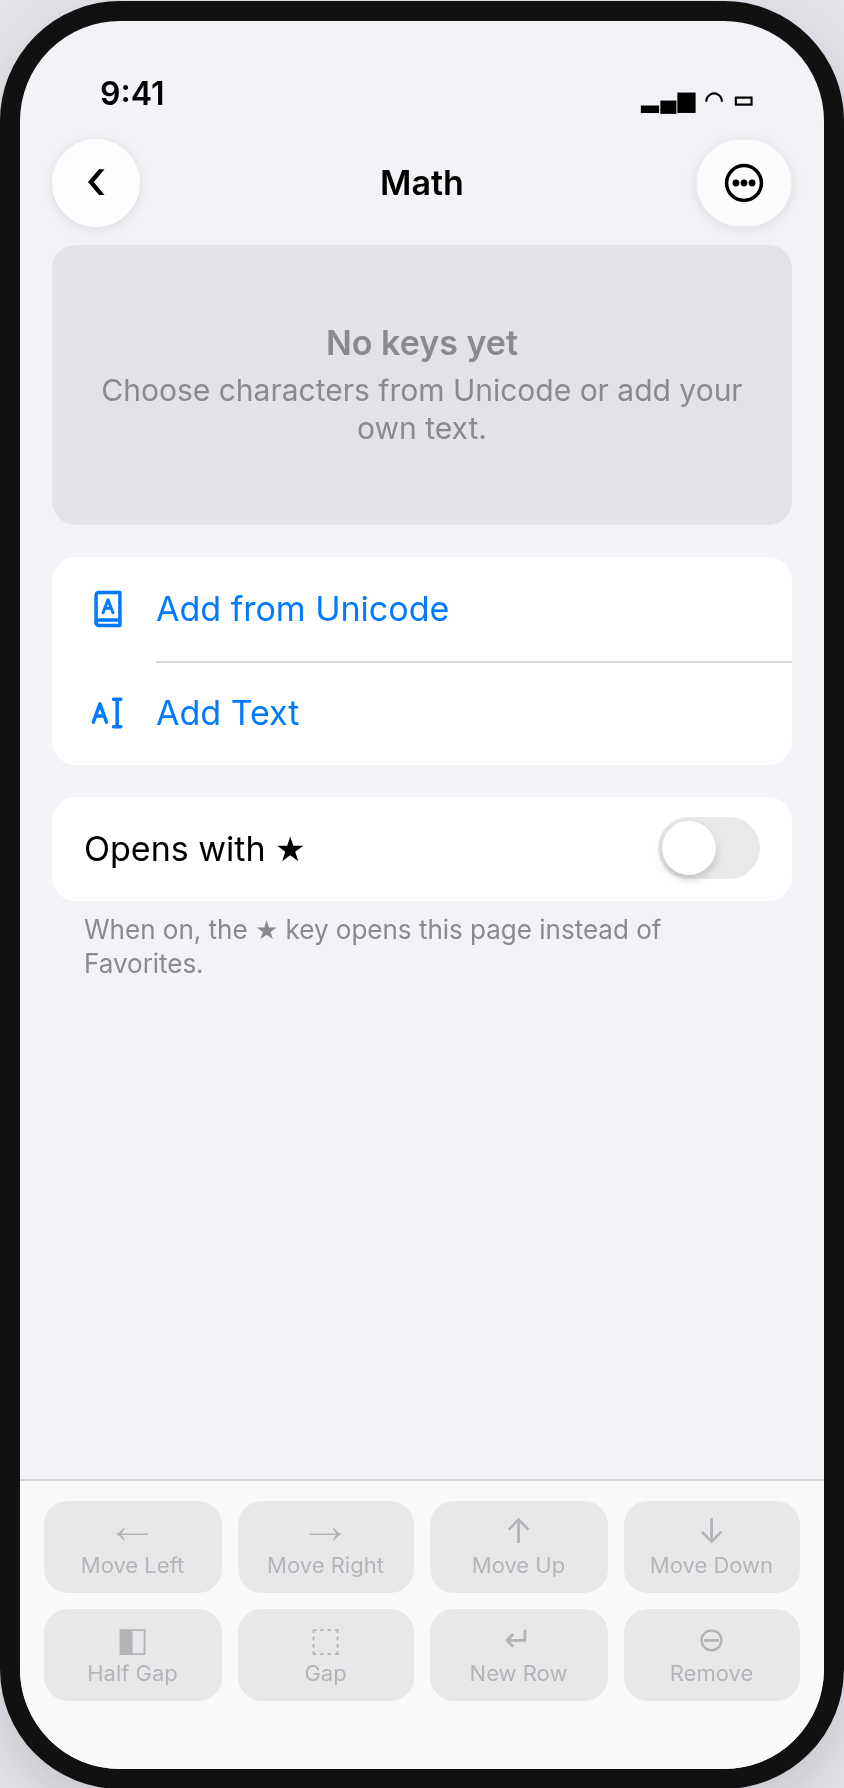 9:41
Math
No keys yet
Choose characters from Unicode or add your
own text.
Add from Unicode
Add Text
Opens with ★
When on, the ★ key opens this page instead of
Favorites.
Move Left
Move Right
Move Up
Move Down
Half Gap
Gap
New Row
Remove